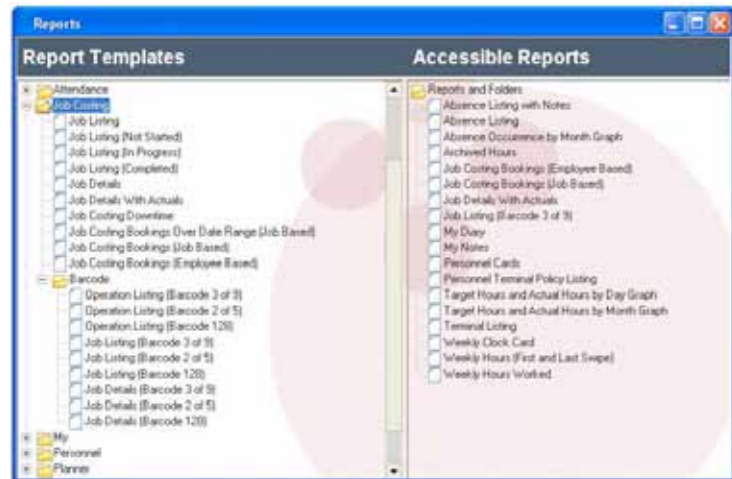 Reports
Report Templates
Attendance
Job Costing
Job Listing
Job Listing (Not Started)
Job Listing (In Progress)
Job Listing (Completed)
Job Details
Job Details With Actuals
Job Costing Downtime
Job Costing Bookings Over Date Range (Job Based)
Job Costing Bookings (Job Based)
Job Costing Bookings (Employee Based)
Barcode
Operation Listing (Barcode 3 of 9)
Operation Listing (Barcode 2 of 5)
Operation Listing (Barcode 128)
Job Listing (Barcode 3 of 9)
Job Listing (Barcode 2 of 5)
Job Listing (Barcode 128)
Job Details (Barcode 3 of 9)
Job Details (Barcode 2 of 5)
Job Details (Barcode 128)
My
Personnel
Planner
Accessible Reports
Reports and Folders
Absence Listing with Notes
Absence Listing
Absence Occurrence by Month Graph
Archived Hours
Job Costing Bookings (Employee Based)
Job Costing Bookings (Job Based)
Job Details With Actuals
Job Listing (Barcode 3 of 9)
My Diary
My Notes
Personnel Cards
Personnel Terminal Policy Listing
Target Hours and Actual Hours by Day Graph
Target Hours and Actual Hours by Month Graph
Terminal Listing
Weekly Clock Card
Weekly Hours (First and Last Swipe)
Weekly Hours Worked